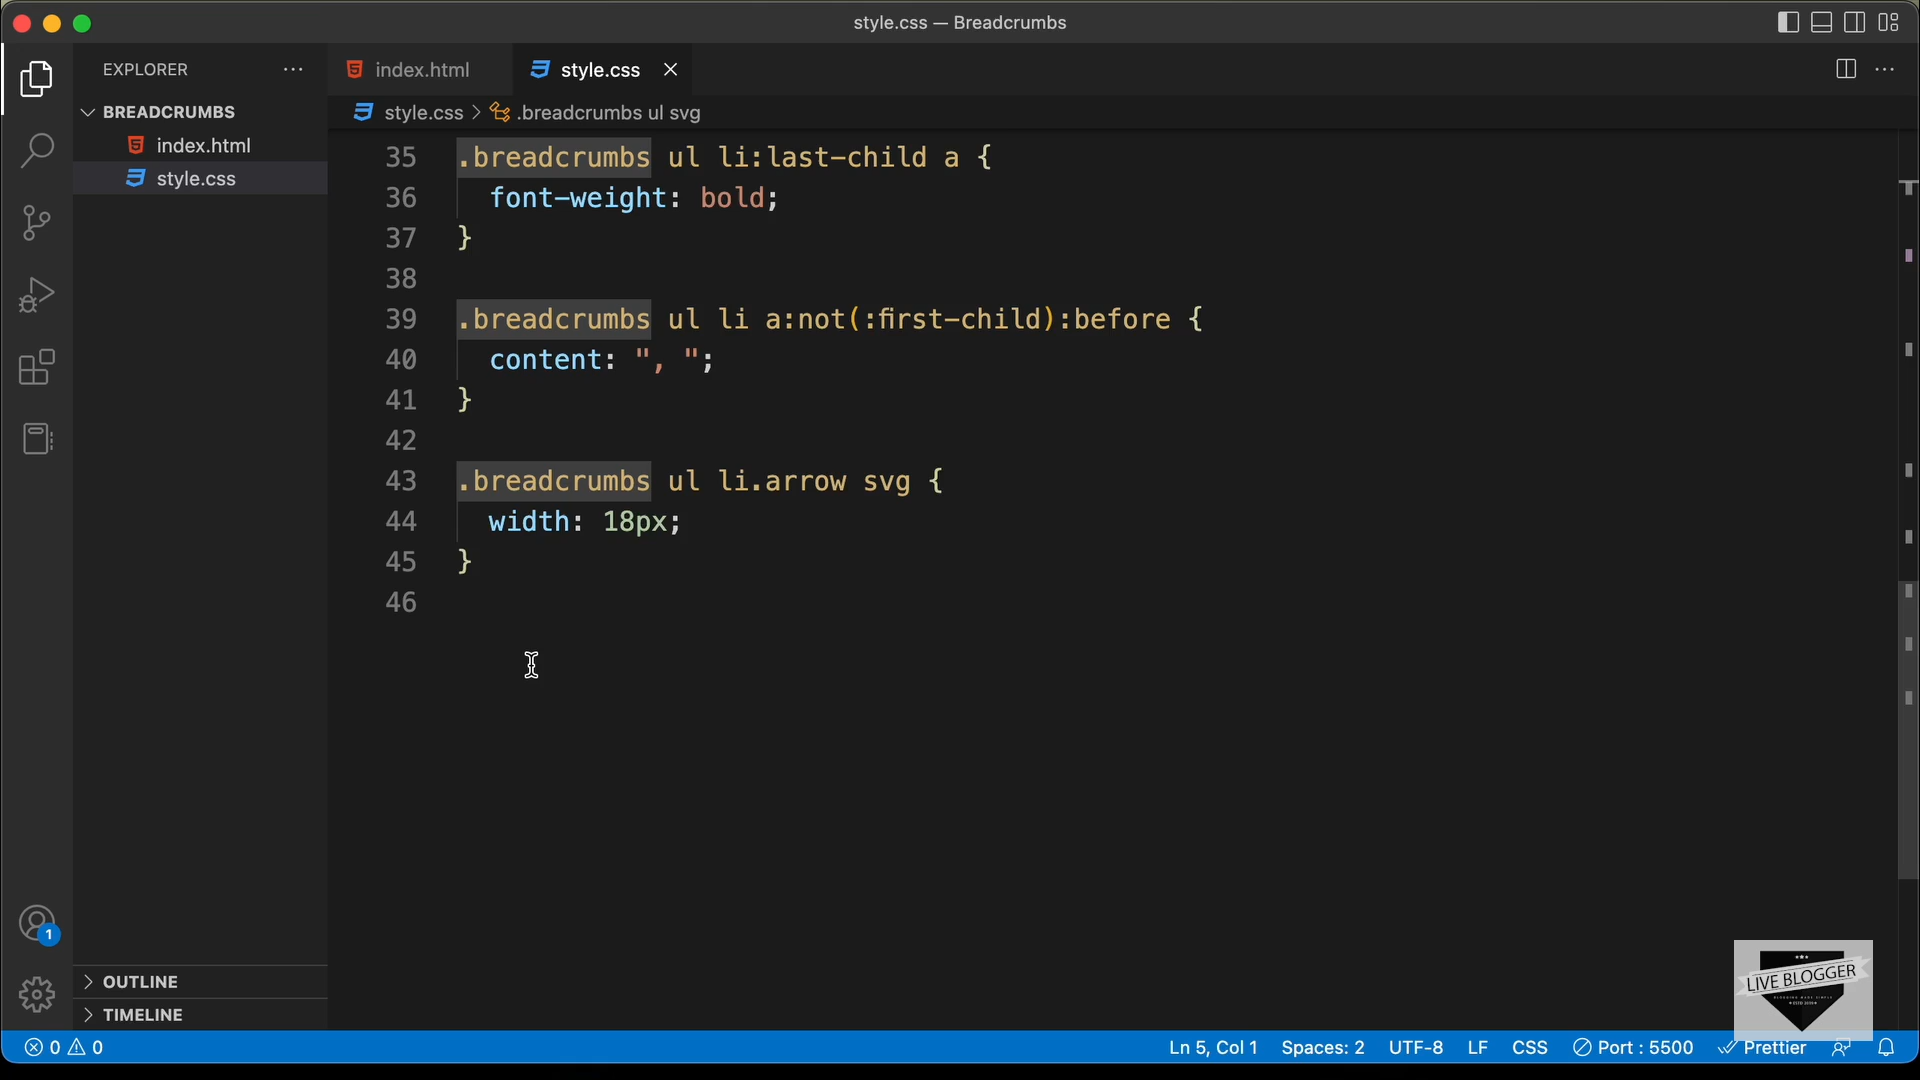 style.css — Breadcrumbs
EXPLORER
BREADCRUMBS
index.html
style.css
index.html
style.css
style.css > .breadcrumbs ul svg
35 .breadcrumbs ul li:last-child a {
36 font-weight: bold;
37 }
38
39 .breadcrumbs ul li a:not(:first-child):before {
40 content: ", ";
41 }
42
43 .breadcrumbs ul li.arrow svg {
44 width: 18px;
45 }
46
1
OUTLINE
TIMELINE
LIVE BLOGGER
0 0
Ln 5, Col 1 Spaces: 2 UTF-8 LF CSS Port : 5500 Prettier